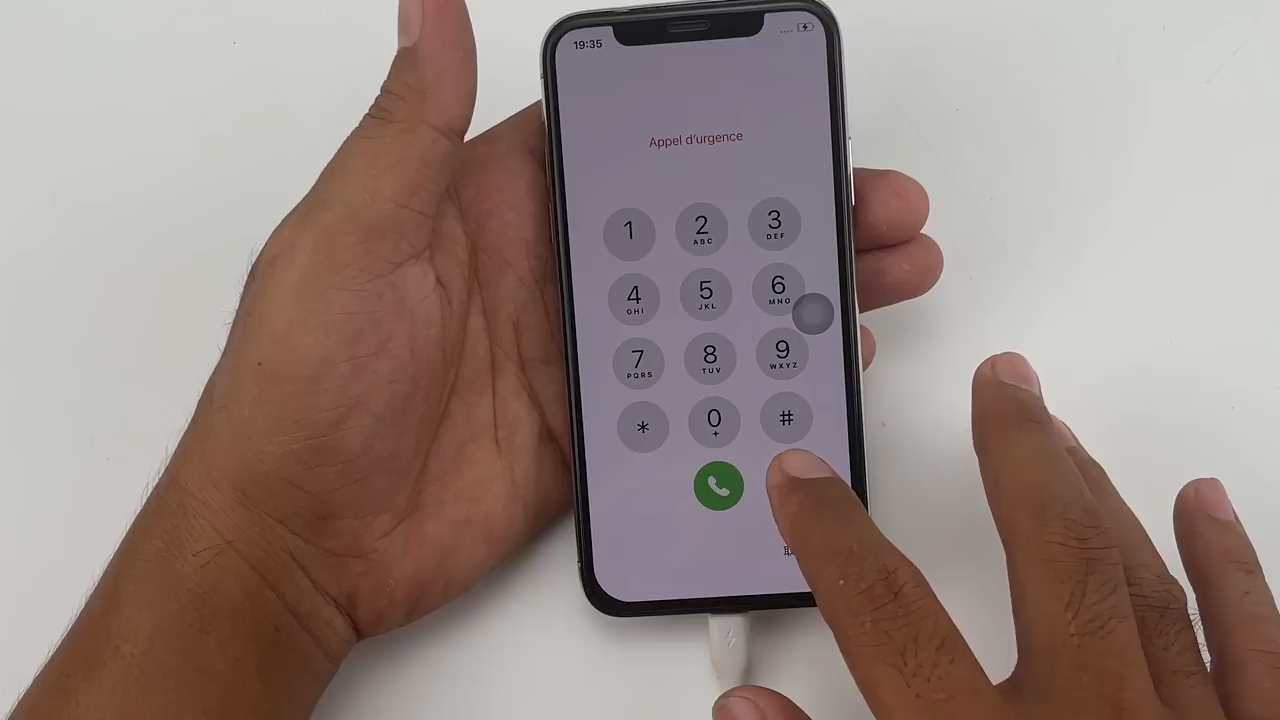 19:35
Appel d'urgence
1 2 3
ABC DEF
4 5 6
GHI JKL MNO
7 8 9
PQRS TUV WXYZ
* 0 #
+